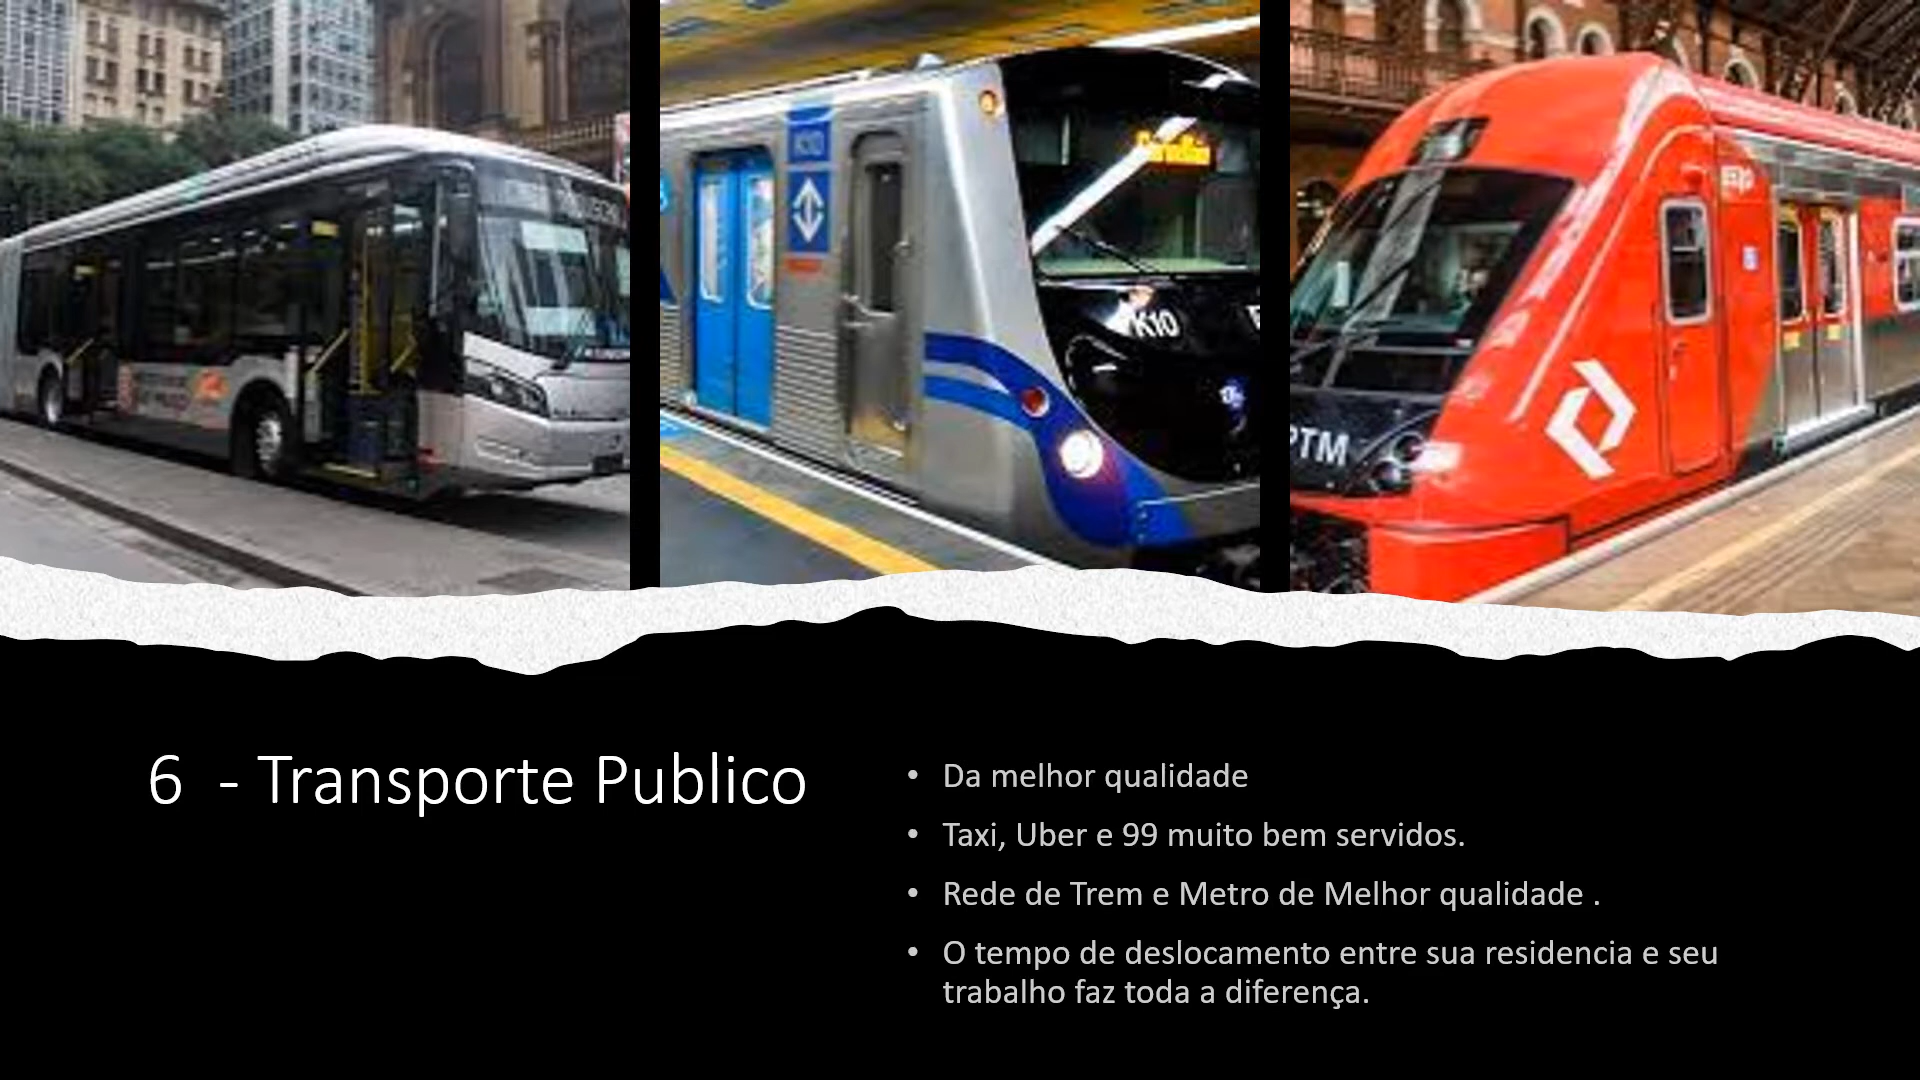 K10
K10
PTM
6 - Transporte Publico
• Da melhor qualidade
• Taxi, Uber e 99 muito bem servidos.
• Rede de Trem e Metro de Melhor qualidade .
• O tempo de deslocamento entre sua residencia e seu
trabalho faz toda a diferença.